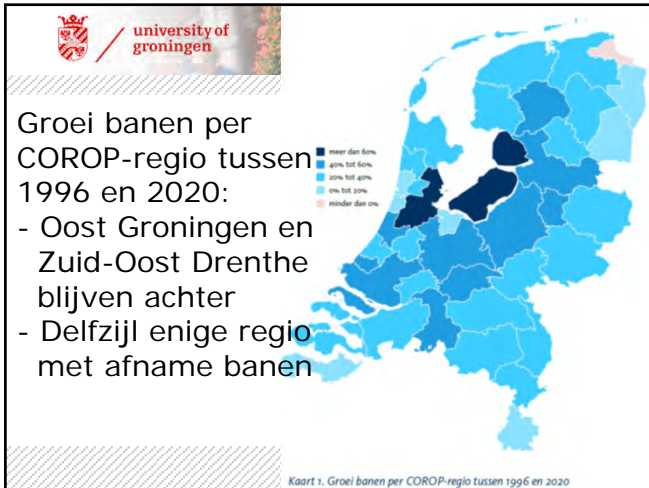 university of
groningen
Groei banen per
COROP-regio tussen
1996 en 2020:
- Oost Groningen en
Zuid-Oost Drenthe
blijven achter
- Delfzijl enige regio
met afname banen
meer dan 60%
40% tot 60%
20% tot 40%
0% tot 20%
minder dan 0%
Kaart 1. Groei banen per COROP-regio tussen 1996 en 2020